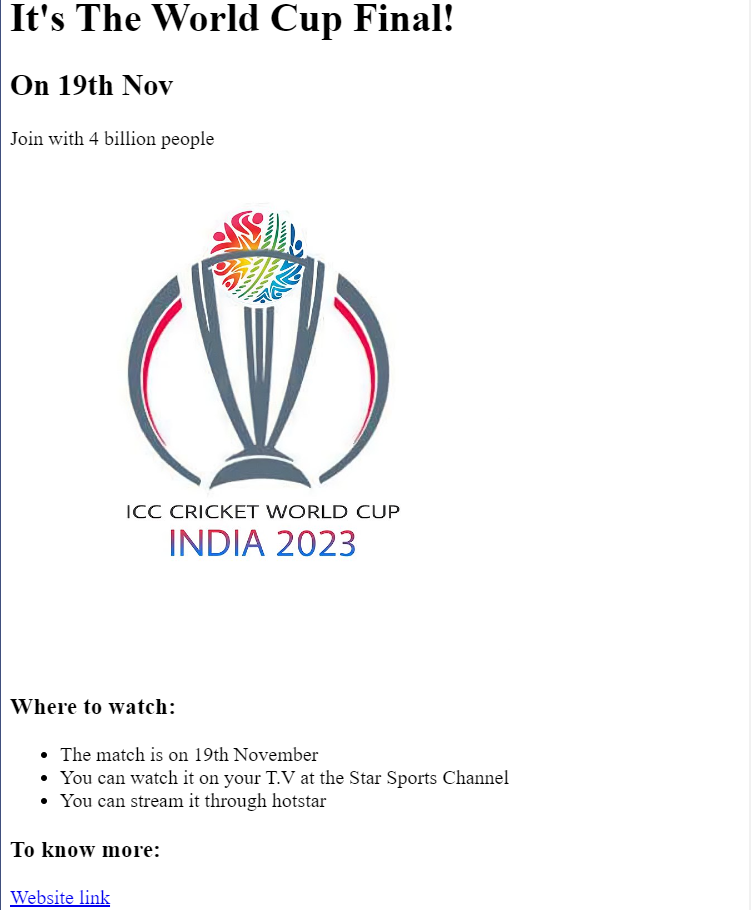 It's The World Cup Final!
On 19th Nov
Join with 4 billion people
ICC CRICKET WORLD CUP
INDIA 2023
Where to watch:
The match is on 19th November
You can watch it on your T.V at the Star Sports Channel
You can stream it through hotstar
To know more:
Website link